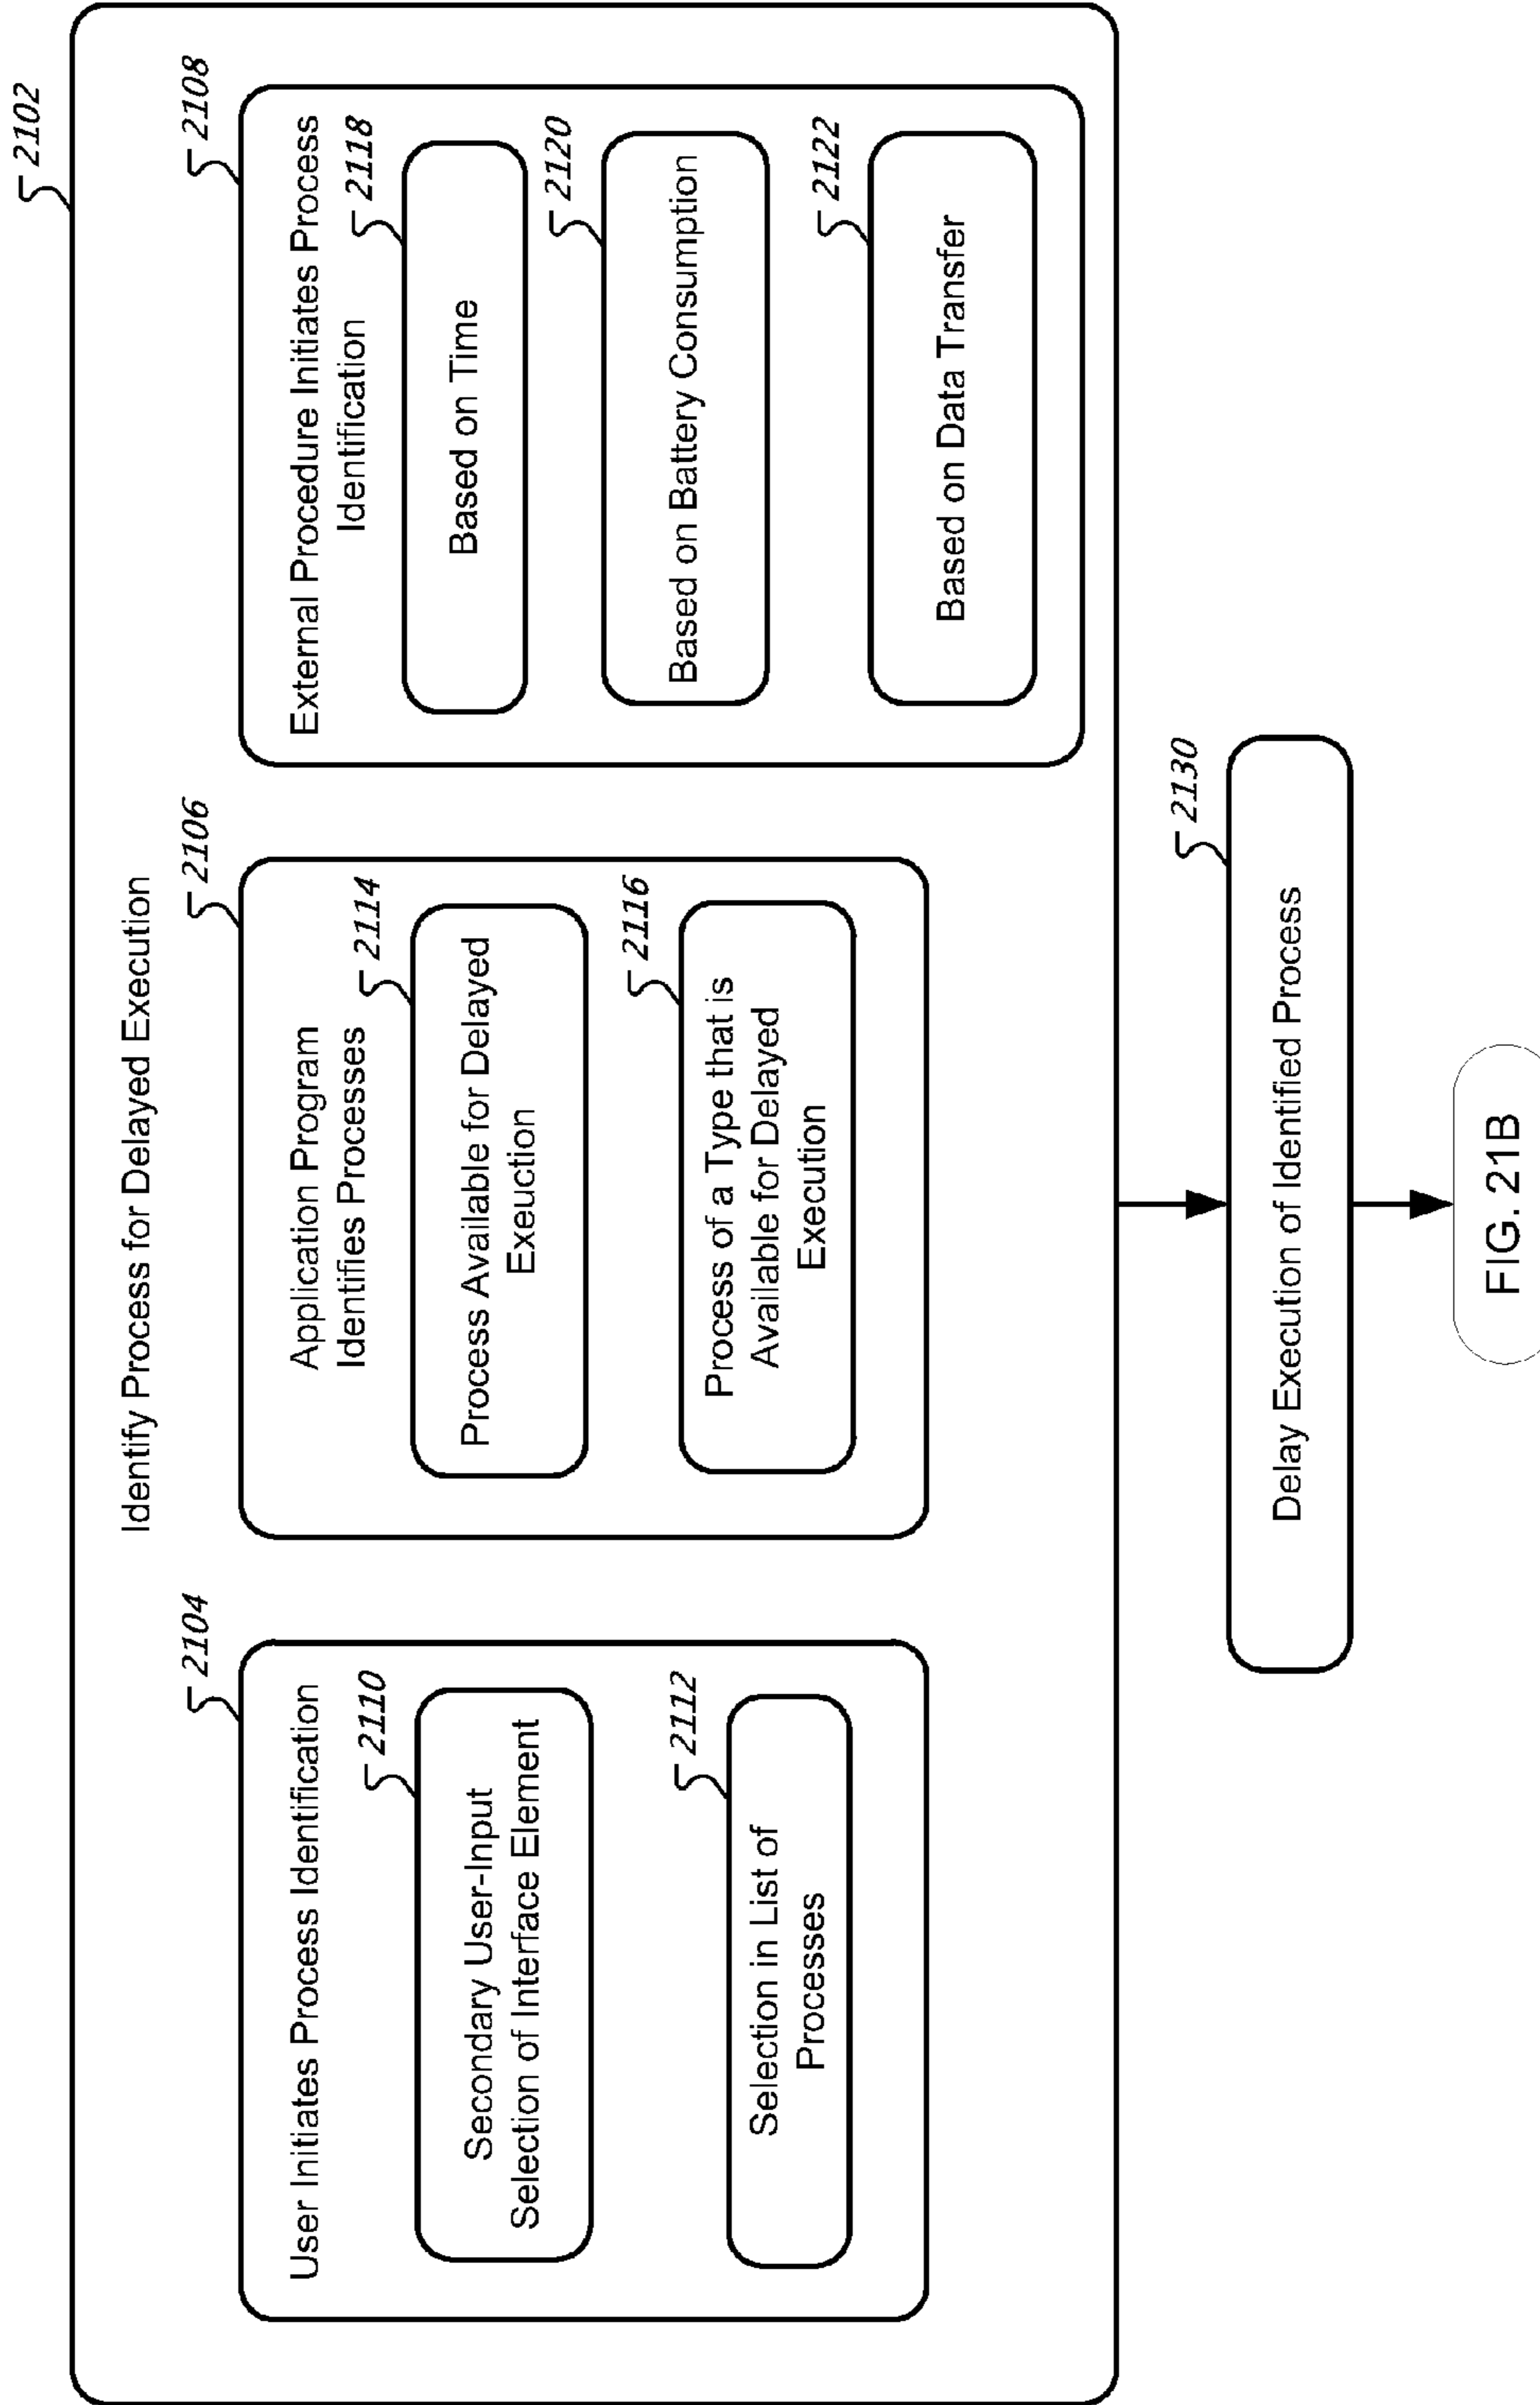 2102
Identify Process for Delayed Execution
2104
User Initiates Process Identification
2110
Secondary User-Input
Selection of Interface Element
2112
Selection in List of
Processes
2106
Application Program
Identifies Processes
2114
Process Available for Delayed
Exeuction
2116
Process of a Type that is
Available for Delayed
Execution
2108
External Procedure Initiates Process
Identification
2118
Based on Time
2120
Based on Battery Consumption
2122
Based on Data Transfer
2130
Delay Execution of Identified Process
FIG. 21B